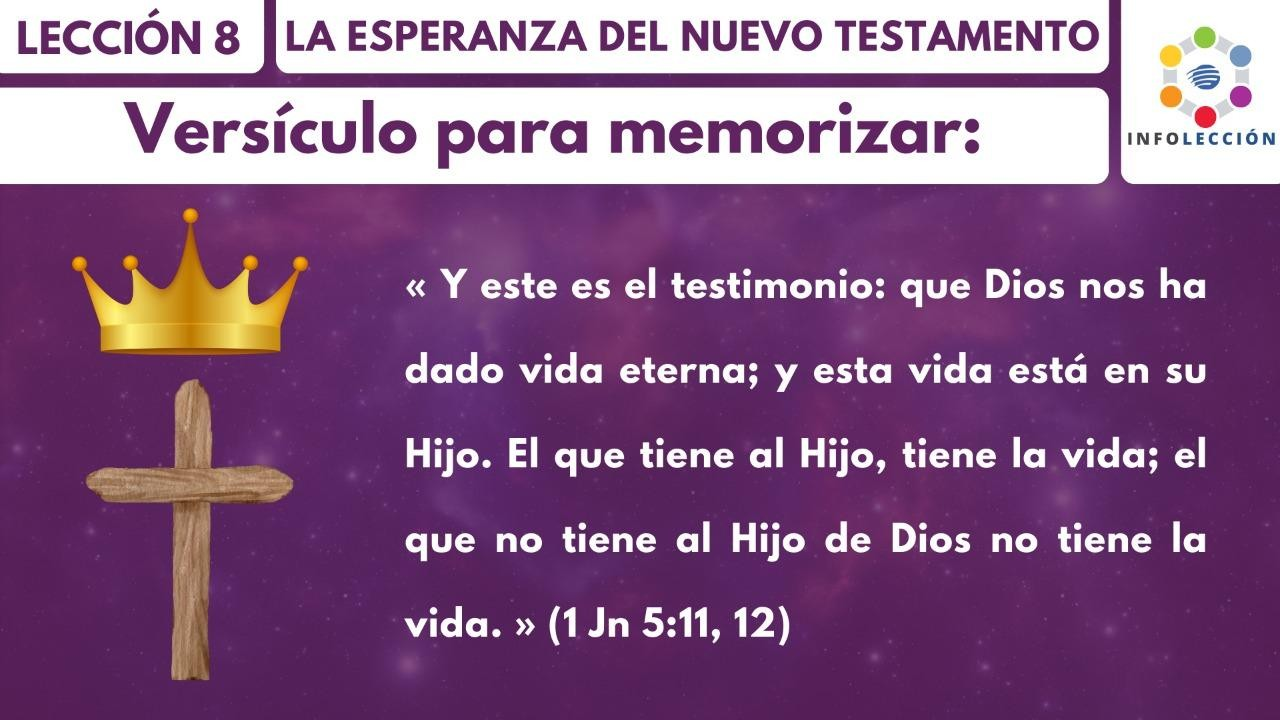 LECCIÓN 8
LA ESPERANZA DEL NUEVO TESTAMENTO
INFOLECCIÓN
Versículo para memorizar:
« Y este es el testimonio: que Dios nos ha
dado vida eterna; y esta vida está en su
Hijo. El que tiene al Hijo, tiene la vida; el
que no tiene al Hijo de Dios no tiene la
vida. » (1 Jn 5:11, 12)